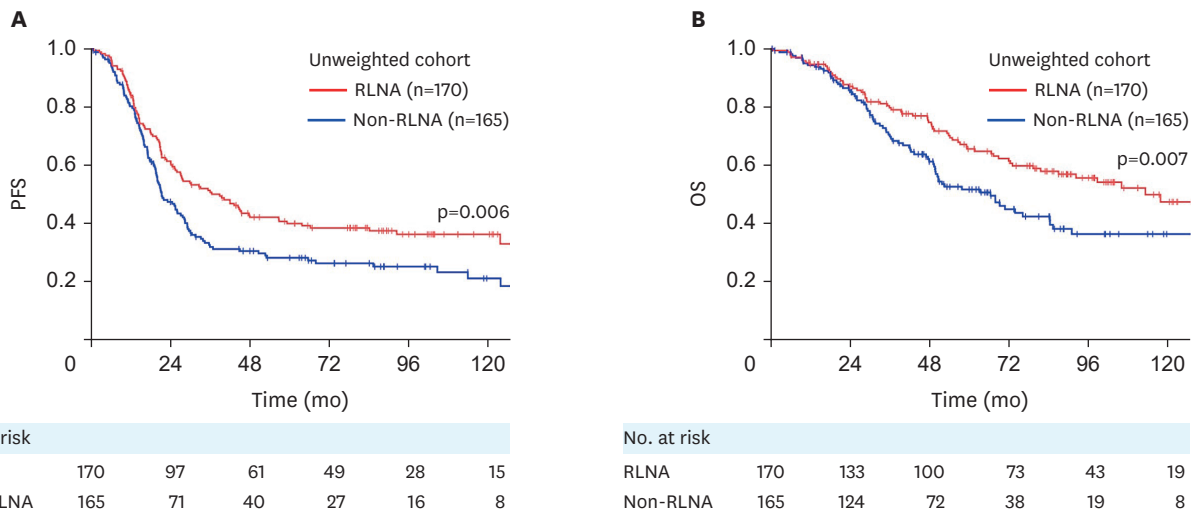 A
1.0
0.8
0.6
0.4
0.2
0
PFS
Unweighted cohort
RLNA (n=170)
Non-RLNA (n=165)
p=0.006
24 48 72 96 120
Time (mo)
risk
170 97 61 49 28 15
LNA 165 71 40 27 16 8
B
1.0
0.8
0.6
0.4
0.2
0
OS
Unweighted cohort
RLNA (n=170)
Non-RLNA (n=165)
p=0.007
24 48 72 96 120
Time (mo)
No. at risk
RLNA 170 133 100 73 43 19
Non-RLNA 165 124 72 38 19 8